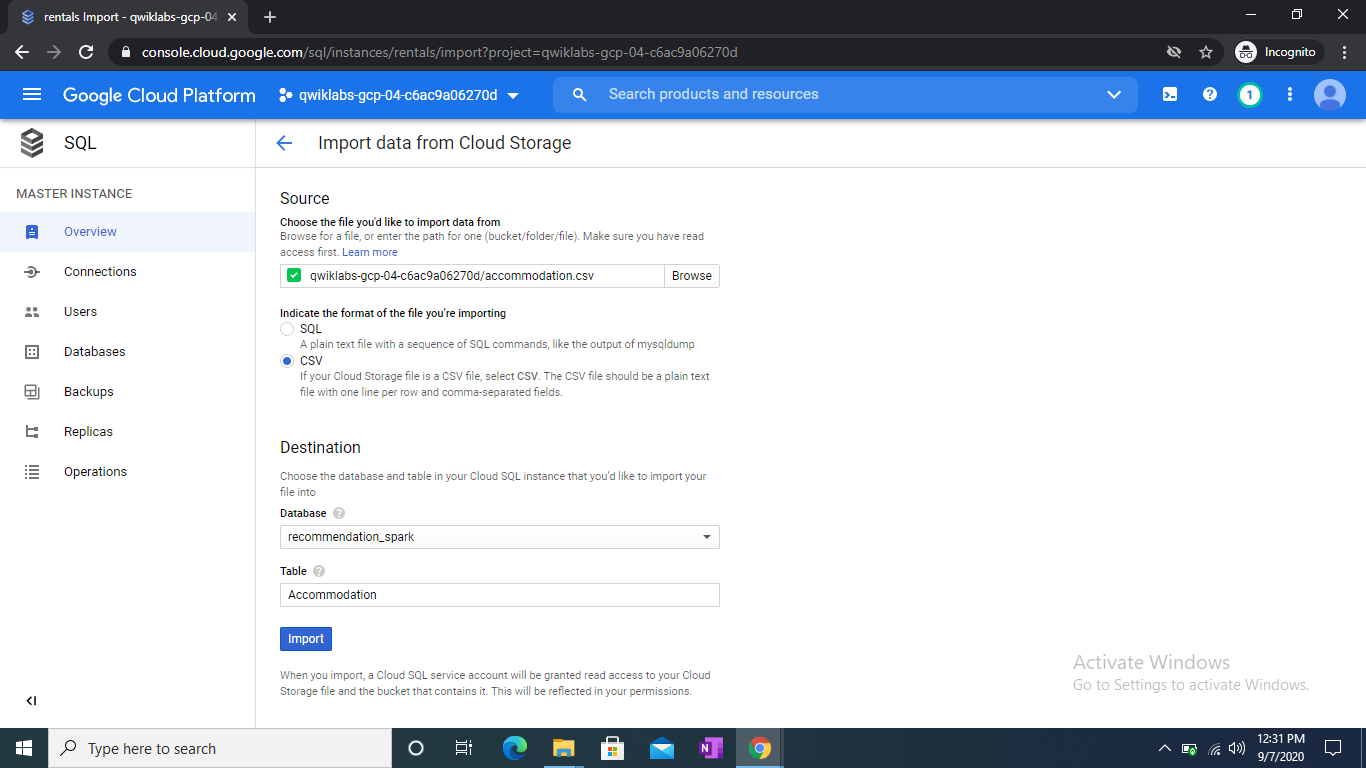 rentals Import - qwiklabs-gcp-04
console.cloud.google.com/sql/instances/rentals/import?project=qwiklabs-gcp-04-c6ac9a06270d
Incognito
Google Cloud Platform
qwiklabs-gcp-04-c6ac9a06270d
Search products and resources
1
SQL
Import data from Cloud Storage
MASTER INSTANCE
Overview
Connections
Users
Databases
Backups
Replicas
Operations
Source
Choose the file you'd like to import data from
Browse for a file, or enter the path for one (bucket/folder/file). Make sure you have read
access first. Learn more
qwiklabs-gcp-04-c6ac9a06270d/accommodation.csv
Browse
Indicate the format of the file you're importing
SQL
A plain text file with a sequence of SQL commands, like the output of mysqldump
CSV
If your Cloud Storage file is a CSV file, select CSV. The CSV file should be a plain text
file with one line per row and comma-separated fields.
Destination
Choose the database and table in your Cloud SQL instance that you'd like to import your
file into
Database
recommendation_spark
Table
Accommodation
Import
When you import, a Cloud SQL service account will be granted read access to your Cloud
Storage file and the bucket that contains it. This will be reflected in your permissions.
Activate Windows
Go to Settings to activate Windows.
Type here to search
N
12:31 PM
9/7/2020